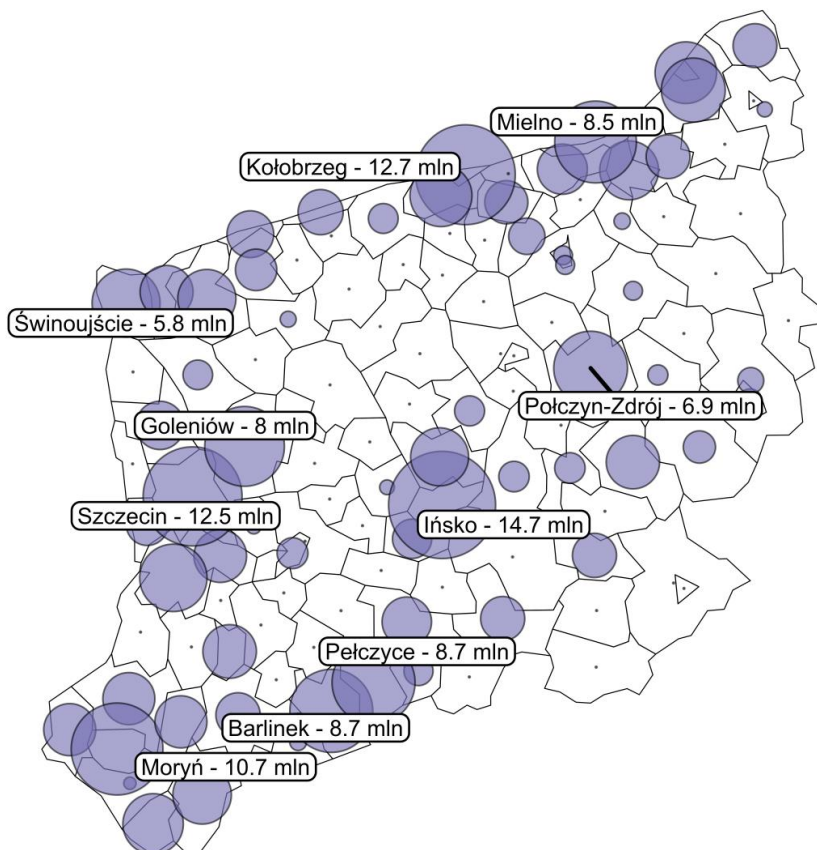 Mielno - 8.5 mln
Kołobrzeg - 12.7 mln
Świnoujście - 5.8 mln
Połczyn-Zdrój - 6.9 mln
Goleniów - 8 mln
Szczecin - 12.5 mln
Ińsko - 14.7 mln
Pełczyce - 8.7 mln
Barlinek - 8.7 mln
Moryń - 10.7 mln